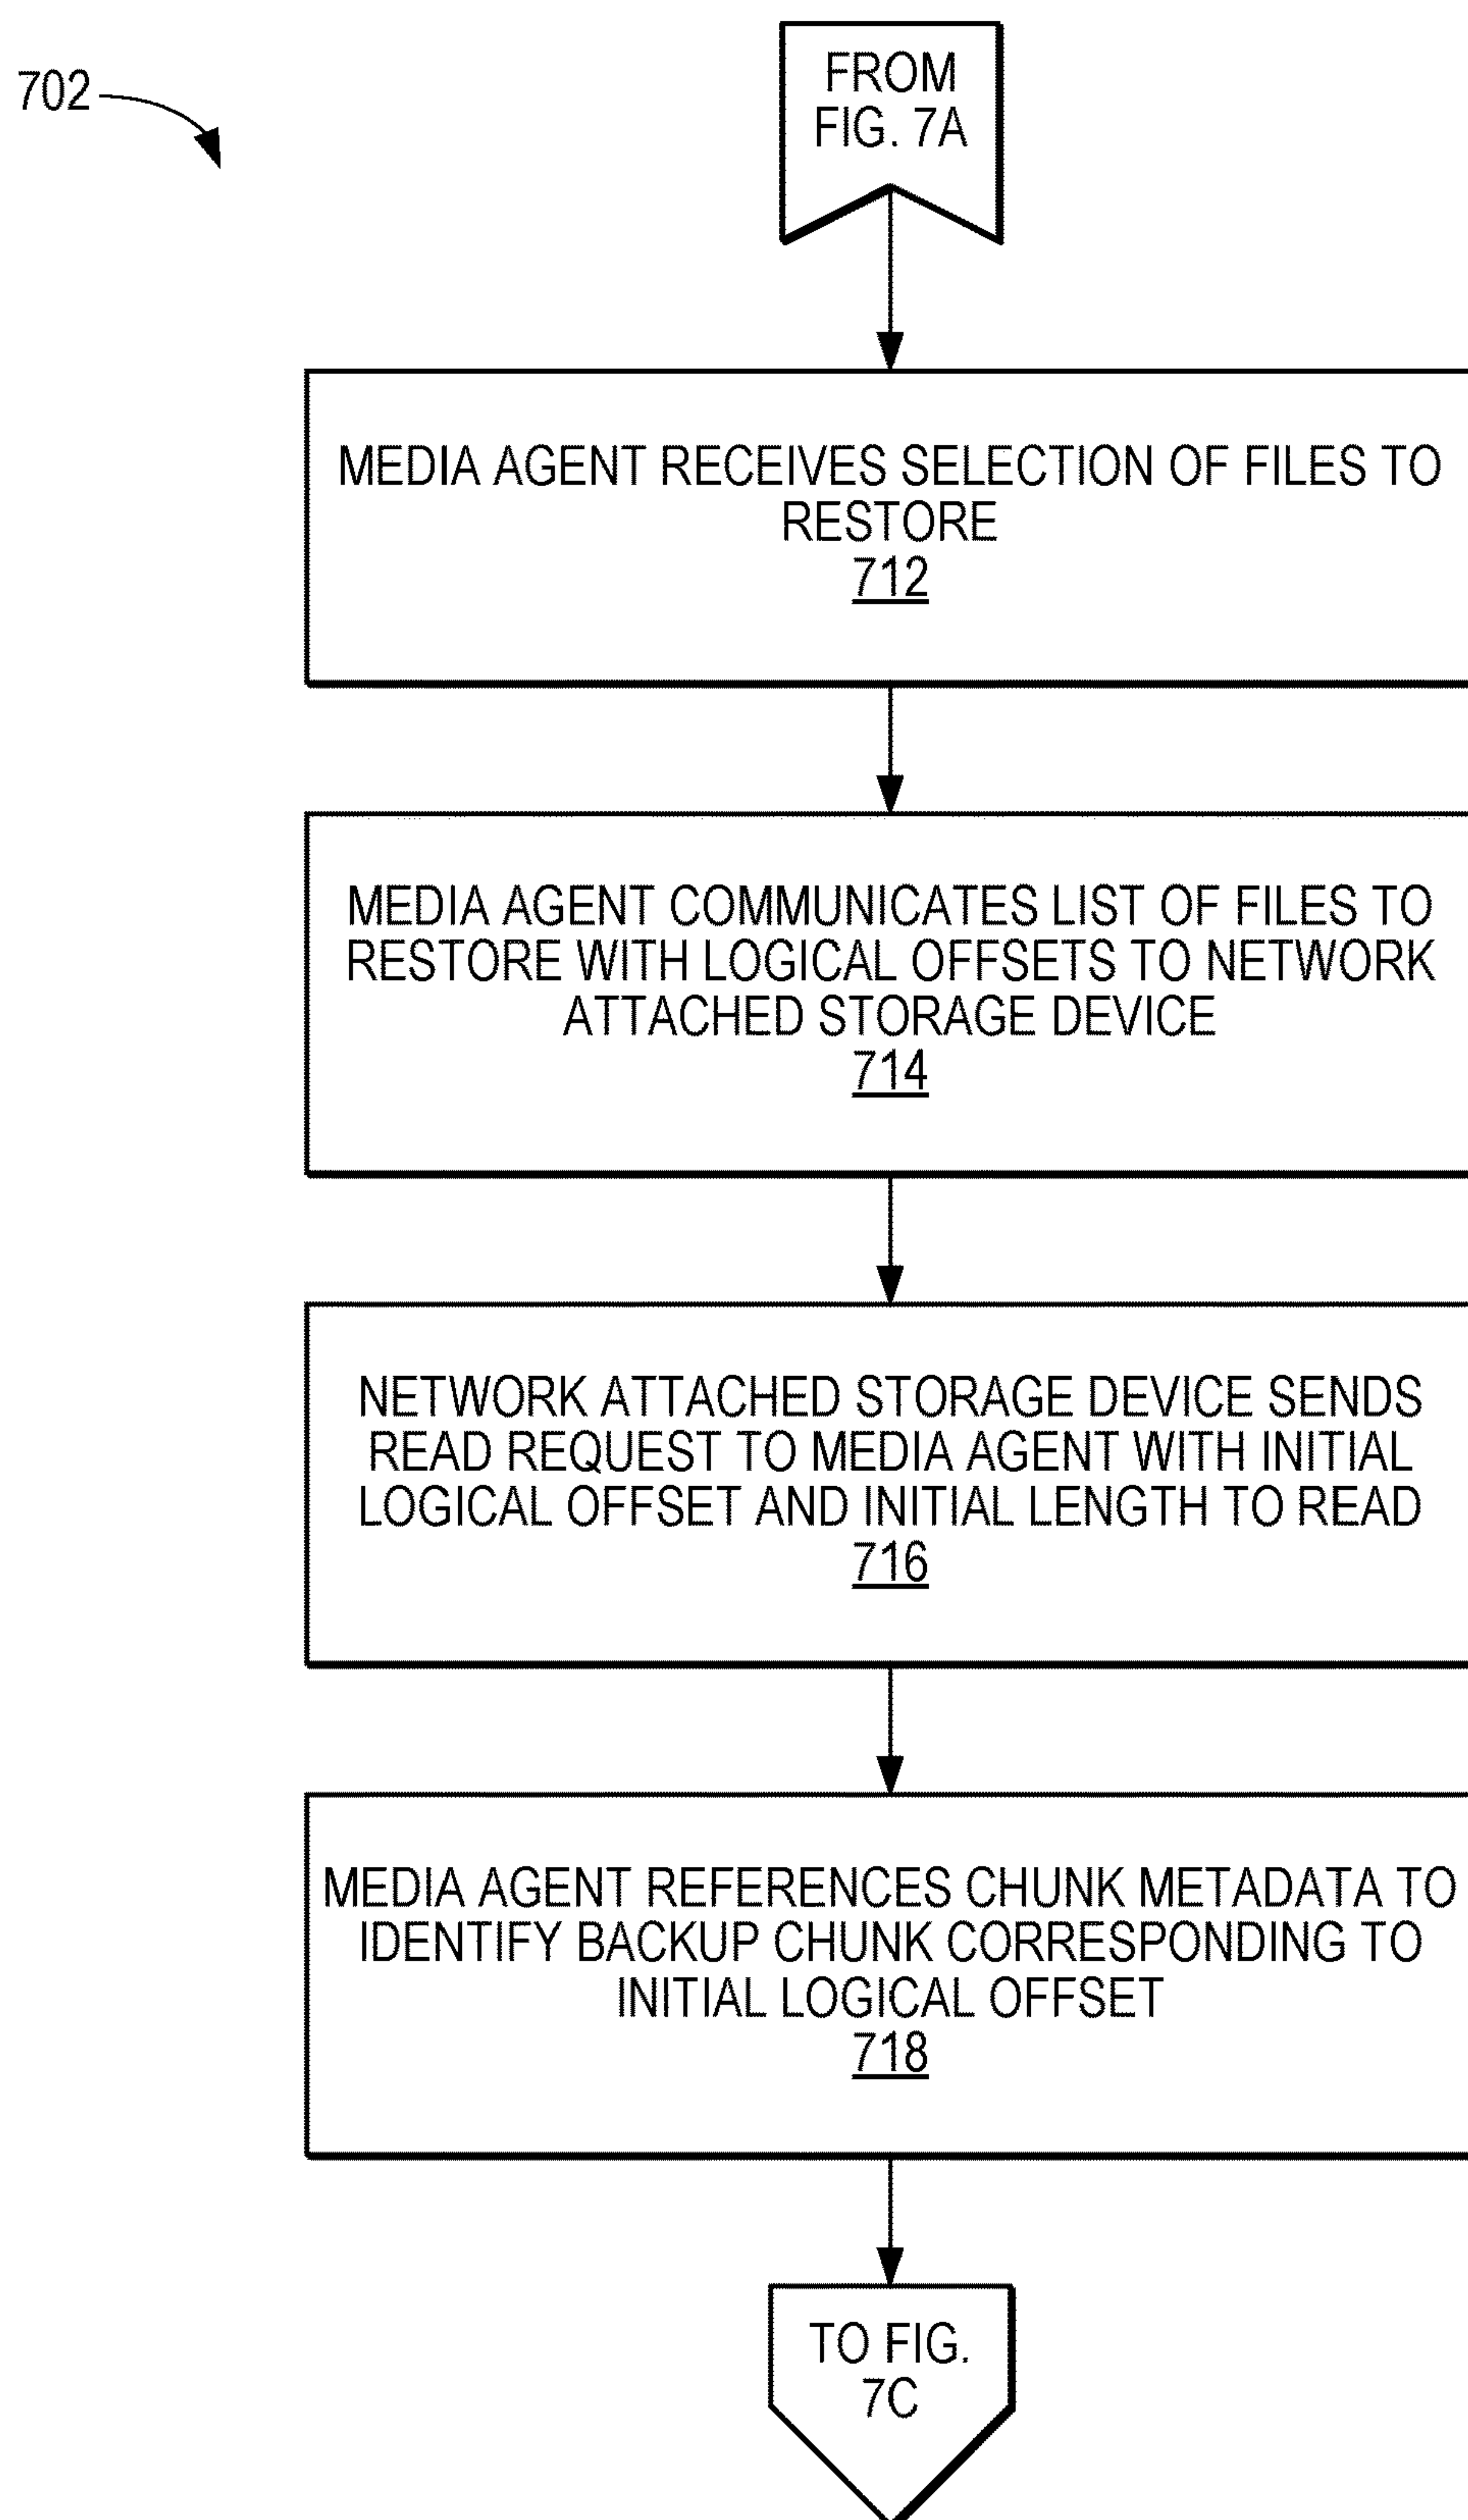 702
FROM
FIG. 7A
MEDIA AGENT RECEIVES SELECTION OF FILES TO
RESTORE
712
MEDIA AGENT COMMUNICATES LIST OF FILES TO
RESTORE WITH LOGICAL OFFSETS TO NETWORK
ATTACHED STORAGE DEVICE
714
NETWORK ATTACHED STORAGE DEVICE SENDS
READ REQUEST TO MEDIA AGENT WITH INITIAL
LOGICAL OFFSET AND INITIAL LENGTH TO READ
716
MEDIA AGENT REFERENCES CHUNK METADATA TO
IDENTIFY BACKUP CHUNK CORRESPONDING TO
INITIAL LOGICAL OFFSET
718
TO FIG.
7C